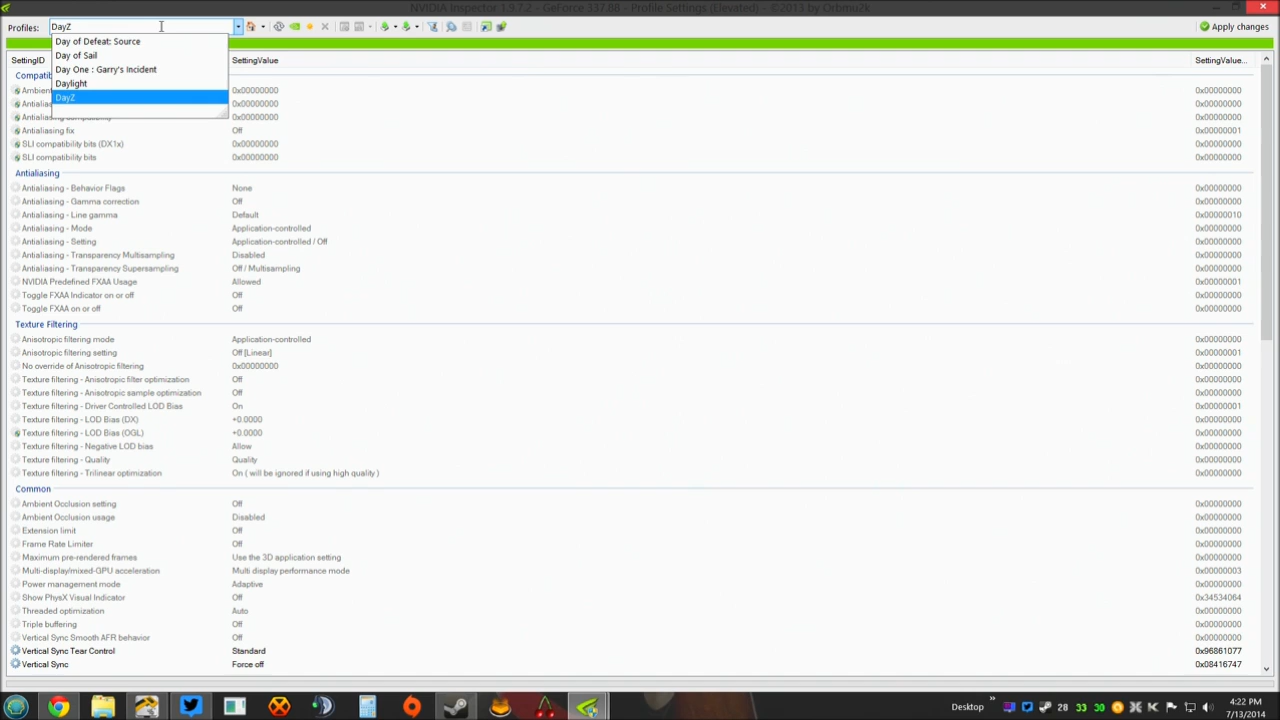 NVIDIA Inspector 1.9.7.2 - GeForce 337.88 - Profile Settings (Elevated) - ©2013 by Orbmu2k
Profiles: DayZ Apply changes
Day of Defeat: Source
Day of Sail
Day One : Garry's Incident
Daylight
DayZ
SettingID SettingValue SettingValue...
0x00000000 0x00000000
0x00000000 0x00000000
0x00000000 0x00000000
Antialiasing fix Off 0x00000001
SLI compatibility bits (DX1x) 0x00000000 0x00000000
SLI compatibility bits 0x00000000 0x00000000
Antialiasing
Antialiasing - Behavior Flags None 0x00000000
Antialiasing - Gamma correction Off 0x00000000
Antialiasing - Line gamma Default 0x00000010
Antialiasing - Mode Application-controlled 0x00000000
Antialiasing - Setting Application-controlled / Off 0x00000000
Antialiasing - Transparency Multisampling Disabled 0x00000000
Antialiasing - Transparency Supersampling Off / Multisampling 0x00000000
NVIDIA Predefined FXAA Usage Allowed 0x00000001
Toggle FXAA Indicator on or off Off 0x00000000
Toggle FXAA on or off Off 0x00000000
Texture Filtering
Anisotropic filtering mode Application-controlled 0x00000000
Anisotropic filtering setting Off [Linear] 0x00000001
No override of Anisotropic filtering 0x00000000 0x00000000
Texture filtering - Anisotropic filter optimization Off 0x00000000
Texture filtering - Anisotropic sample optimization Off 0x00000000
Texture filtering - Driver Controlled LOD Bias On 0x00000001
Texture filtering - LOD Bias (DX) +0.0000 0x00000000
Texture filtering - LOD Bias (OGL) +0.0000 0x00000000
Texture filtering - Negative LOD bias Allow 0x00000000
Texture filtering - Quality Quality 0x00000000
Texture filtering - Trilinear optimization On ( will be ignored if using high quality ) 0x00000000
Common
Ambient Occlusion setting Off 0x00000000
Ambient Occlusion usage Disabled 0x00000000
Extension limit Off 0x00000000
Frame Rate Limiter Off 0x00000000
Maximum pre-rendered frames Use the 3D application setting 0x00000000
Multi-display/mixed-GPU acceleration Multi display performance mode 0x00000003
Power management mode Adaptive 0x00000000
Show PhysX Visual Indicator Off 0x34534064
Threaded optimization Auto 0x00000000
Triple buffering Off 0x00000000
Vertical Sync Smooth AFR behavior Off 0x00000000
Vertical Sync Tear Control Standard 0x96861077
Vertical Sync Force off 0x08416747
Desktop 28 33 30 4:22 PM
7/13/2014